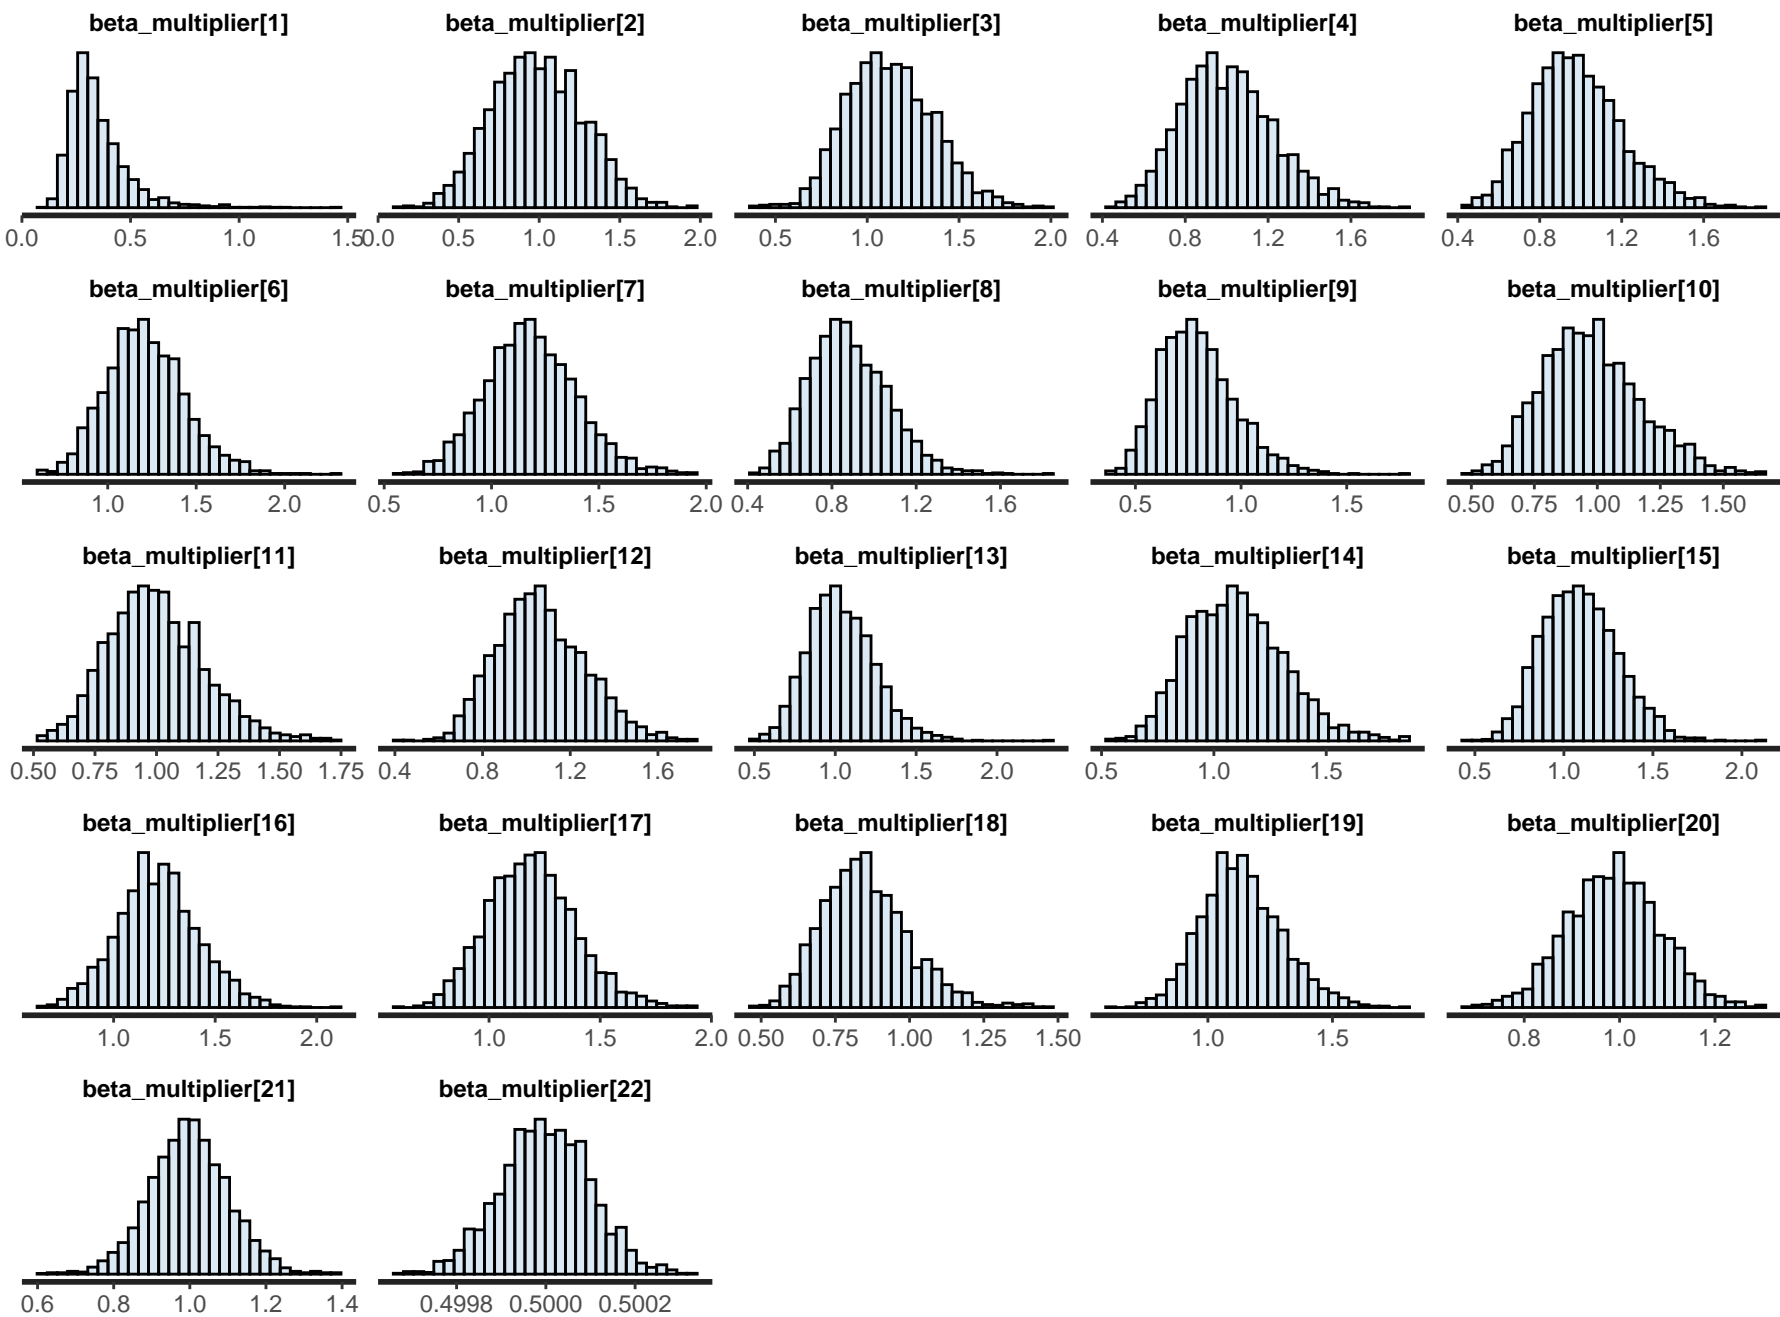 beta_multiplier[1] beta_multiplier[2] beta_multiplier[3] beta_multiplier[4] beta_multiplier[5]
0.0 0.5 1.0 1.5 0.0 0.5 1.0 1.5 2.0 0.5 1.0 1.5 2.0 0.4 0.8 1.2 1.6 0.4 0.8 1.2 1.6
beta_multiplier[6] beta_multiplier[7] beta_multiplier[8] beta_multiplier[9] beta_multiplier[10]
1.0 1.5 2.0 0.5 1.0 1.5 2.0 0.4 0.8 1.2 1.6 0.5 1.0 1.5 0.50 0.75 1.00 1.25 1.50
beta_multiplier[11] beta_multiplier[12] beta_multiplier[13] beta_multiplier[14] beta_multiplier[15]
0.50 0.75 1.00 1.25 1.50 1.75 0.4 0.8 1.2 1.6 0.5 1.0 1.5 2.0 0.5 1.0 1.5 0.5 1.0 1.5 2.0
beta_multiplier[16] beta_multiplier[17] beta_multiplier[18] beta_multiplier[19] beta_multiplier[20]
1.0 1.5 2.0 1.0 1.5 2.0 0.50 0.75 1.00 1.25 1.50 1.0 1.5 0.8 1.0 1.2
beta_multiplier[21] beta_multiplier[22]
0.6 0.8 1.0 1.2 1.4 0.4998 0.5000 0.5002